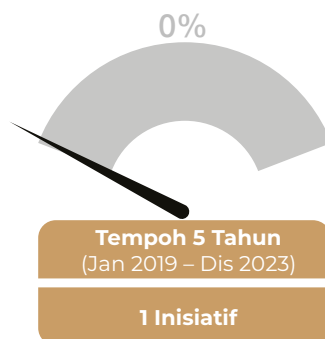 0%
Tempoh 5 Tahun
(Jan 2019 – Dis 2023)
1 Inisiatif